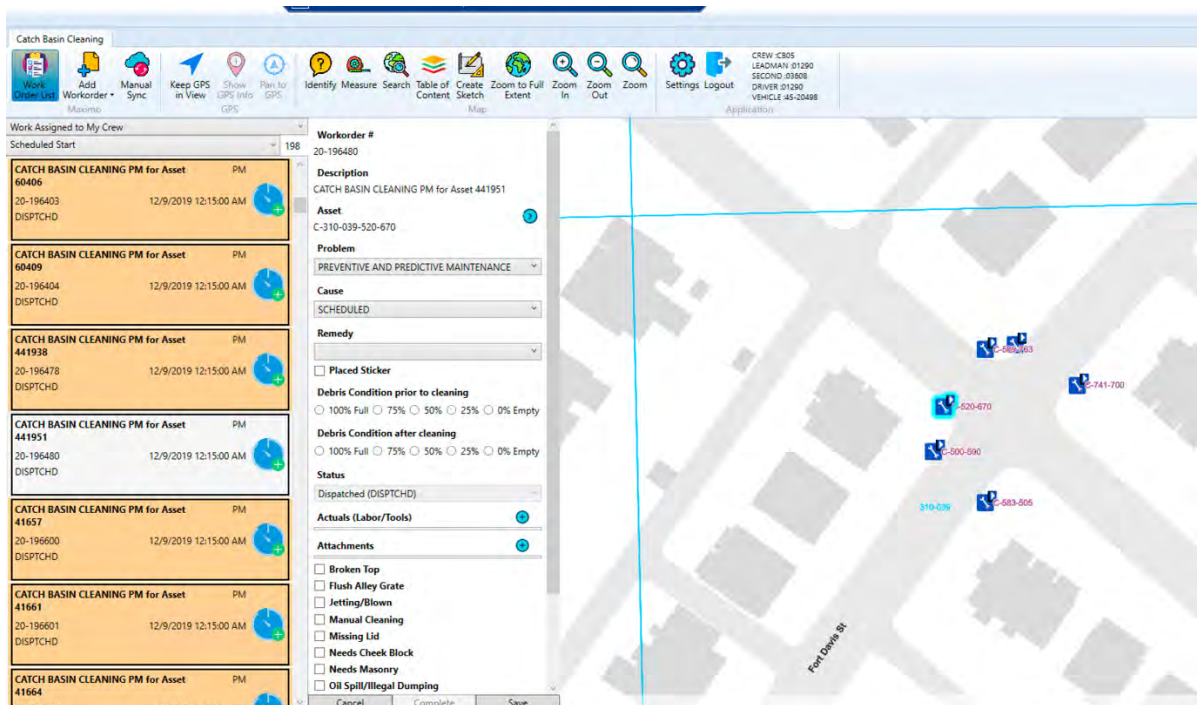 Catch Basin Cleaning
Work Order List
Add Workorder
Manual Sync
Maximo
Keep GPS in View
Show GPS Info
Pan to GPS
GPS
Identify
Measure
Search
Table of Content
Create Sketch
Zoom to Full Extent
Zoom In
Zoom Out
Zoom
Map
Settings
Logout
CREW :CB05
LEADMAN :01290
SECOND :03608
DRIVER :01290
VEHICLE :45-20498
Application
Work Assigned to My Crew
Scheduled Start
198
CATCH BASIN CLEANING PM for Asset 60406
PM
20-196403
12/9/2019 12:15:00 AM
DISPTCHD
CATCH BASIN CLEANING PM for Asset 60409
PM
20-196404
12/9/2019 12:15:00 AM
DISPTCHD
CATCH BASIN CLEANING PM for Asset 441938
PM
20-196478
12/9/2019 12:15:00 AM
DISPTCHD
CATCH BASIN CLEANING PM for Asset 441951
PM
20-196480
12/9/2019 12:15:00 AM
DISPTCHD
CATCH BASIN CLEANING PM for Asset 41657
PM
20-196600
12/9/2019 12:15:00 AM
DISPTCHD
CATCH BASIN CLEANING PM for Asset 41661
PM
20-196601
12/9/2019 12:15:00 AM
DISPTCHD
CATCH BASIN CLEANING PM for Asset 41664
PM
Workorder #
20-196480
Description
CATCH BASIN CLEANING PM for Asset 441951
Asset
C-310-039-520-670
Problem
PREVENTIVE AND PREDICTIVE MAINTENANCE
Cause
SCHEDULED
Remedy
Placed Sticker
Debris Condition prior to cleaning
100% Full 75% 50% 25% 0% Empty
Debris Condition after cleaning
100% Full 75% 50% 25% 0% Empty
Status
Dispatched (DISPTCHD)
Actuals (Labor/Tools)
Attachments
Broken Top
Flush Alley Grate
Jetting/Blown
Manual Cleaning
Missing Lid
Needs Cheek Block
Needs Masonry
Oil Spill/Illegal Dumping
Cancel
Complete
Save
C-741-700
-520-670
C-500-590
C-583-505
310-039
Fort Davis St